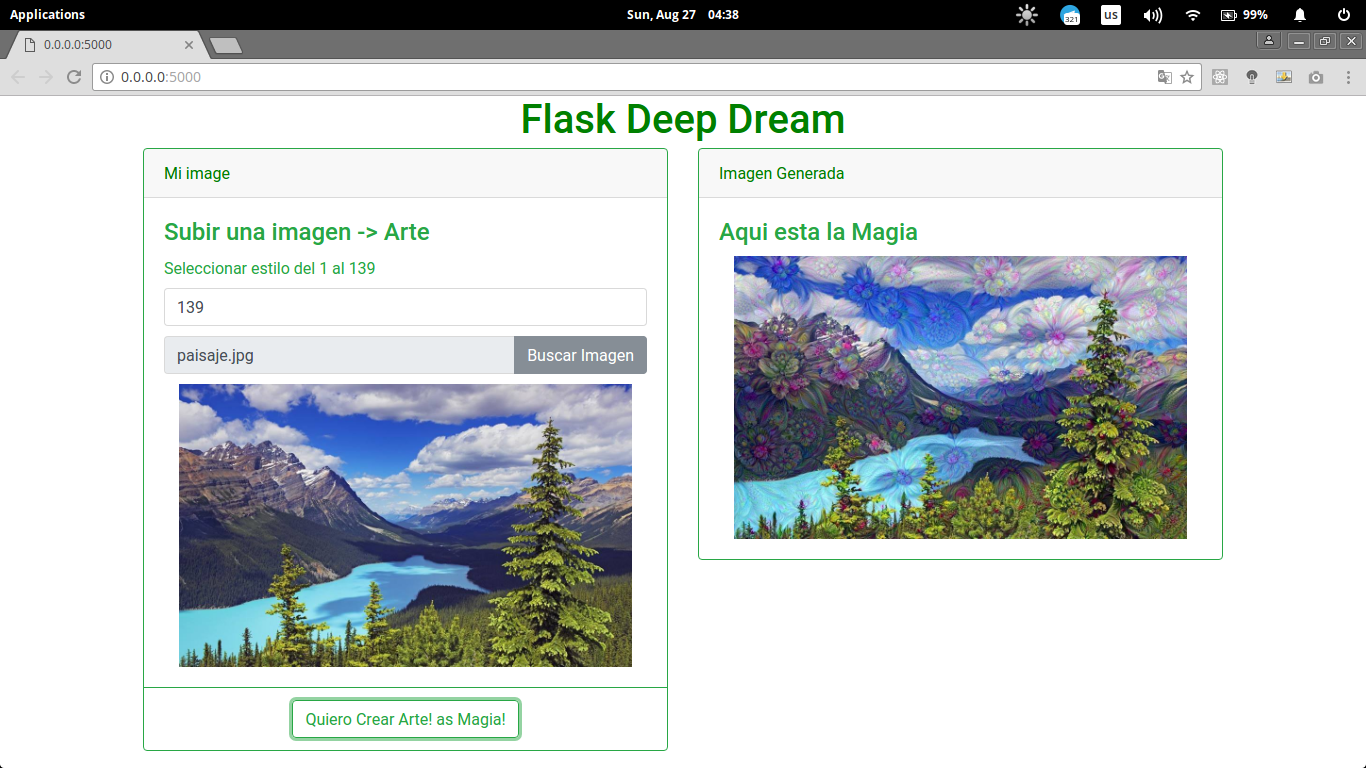 Applications
Sun, Aug 27 04:38
321
us
99%
0.0.0.0:5000
0.0.0.0:5000
Flask Deep Dream
Mi image
Subir una imagen -> Arte
Seleccionar estilo del 1 al 139
139
paisaje.jpg
Buscar Imagen
Quiero Crear Arte! as Magia!
Imagen Generada
Aqui esta la Magia